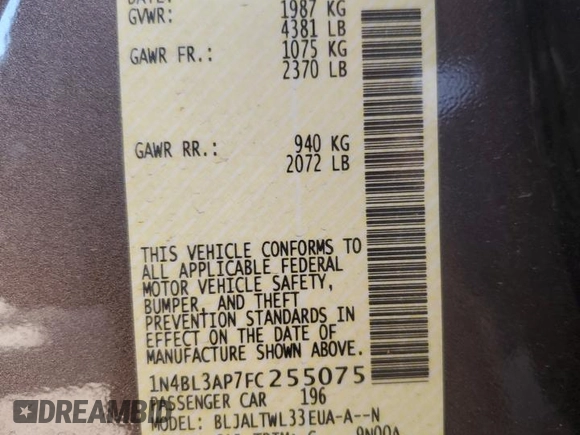 GVWR: 1987 KG
4381 LB
GAWR FR.: 1075 KG
2370 LB
GAWR RR.: 940 KG
2072 LB
THIS VEHICLE CONFORMS TO
ALL APPLICABLE FEDERAL
MOTOR VEHICLE SAFETY,
BUMPER, AND THEFT
PREVENTION STANDARDS IN
EFFECT ON THE DATE OF
MANUFACTURE SHOWN ABOVE.
1N4BL3AP7FC255075
PASSENGER CAR 196
MODEL: BLJALTWL33EUA-A--N
DREAMBID